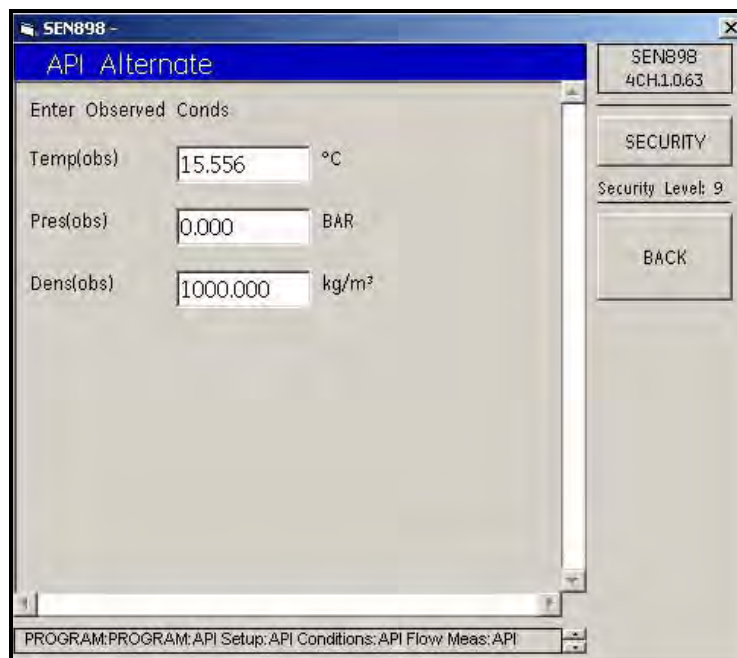 SEN898 -
API Alternate
Enter Observed Conds
Temp(obs) 15.556 °C
Pres(obs) 0.000 BAR
Dens(obs) 1000.000 kg/m³
SEN898
4CH.1.0.63
SECURITY
Security Level: 9
BACK
PROGRAM:PROGRAM:API Setup:API Conditions:API Flow Meas:API